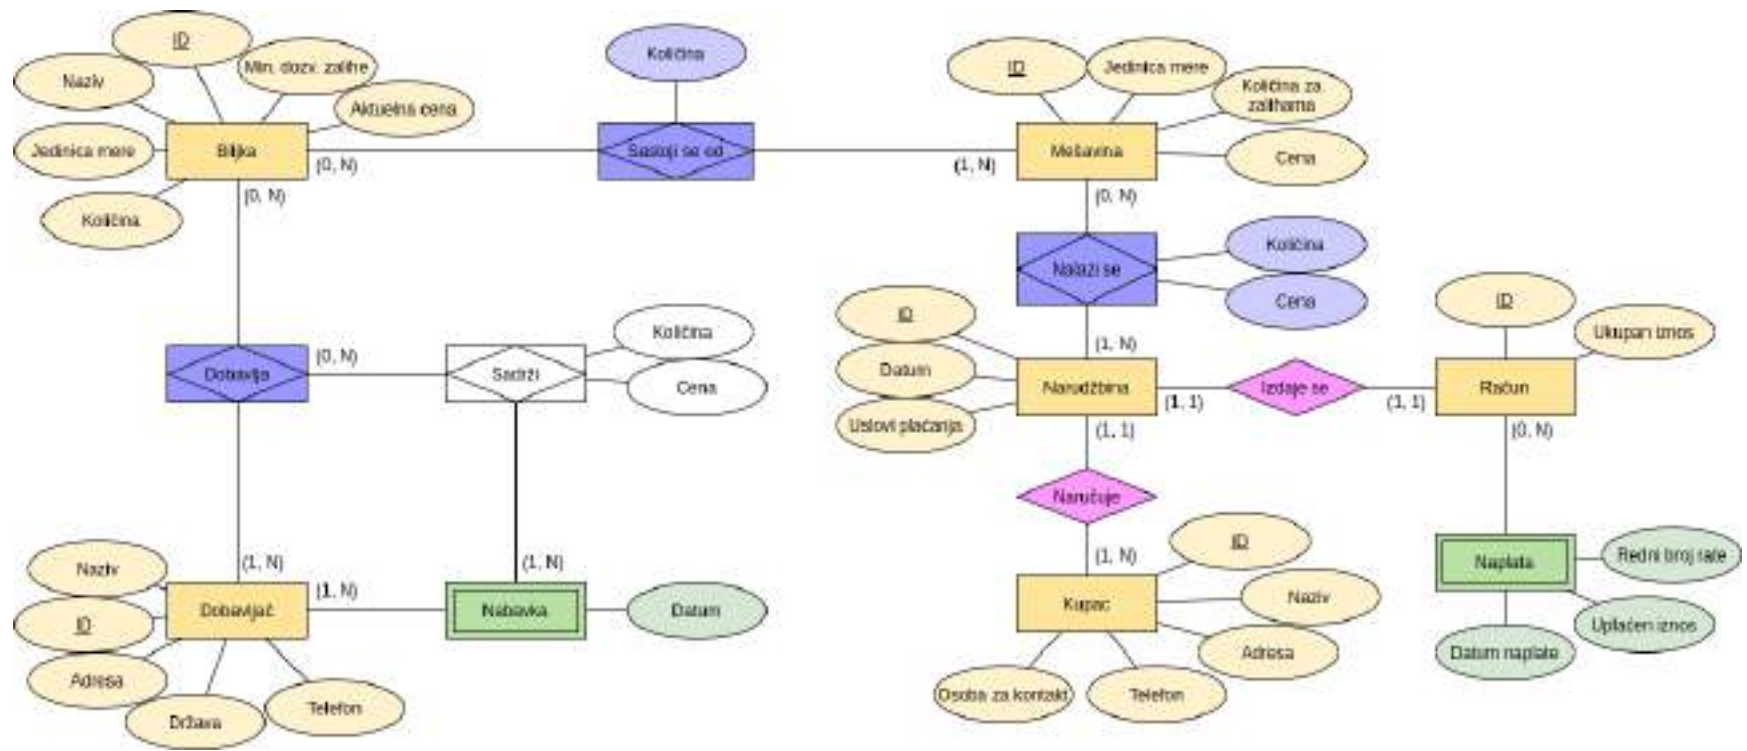 ID
Naziv
Min. dozv. zalihe
Aktuelna cena
Jedinica mere
Biljka
Količina
(0, N)
(0, N)
Količina
Sastoji se od
(1, N)
ID
Jedinica mere
Količina za
zalihama
Mešavina
Cena
(0, N)
Nalazi se
Količina
Cena
(1, N)
Dobavlja
(0, N)
Sadrži
Količina
Cena
ID
Datum
Uslovi plaćanja
Narudžbina
(1, 1)
Izdaje se
(1, 1)
Račun
ID
Ukupan iznos
(0, N)
(1, 1)
Naručuje
(1, N)
Kupac
ID
Naziv
Adresa
Telefon
Osoba za kontakt
Naplata
Redni broj rate
Uplaćen iznos
Datum naplate
(1, N)
(1, N)
(1, N)
Naziv
ID
Adresa
Država
Telefon
Dobavljač
Nabavka
Datum